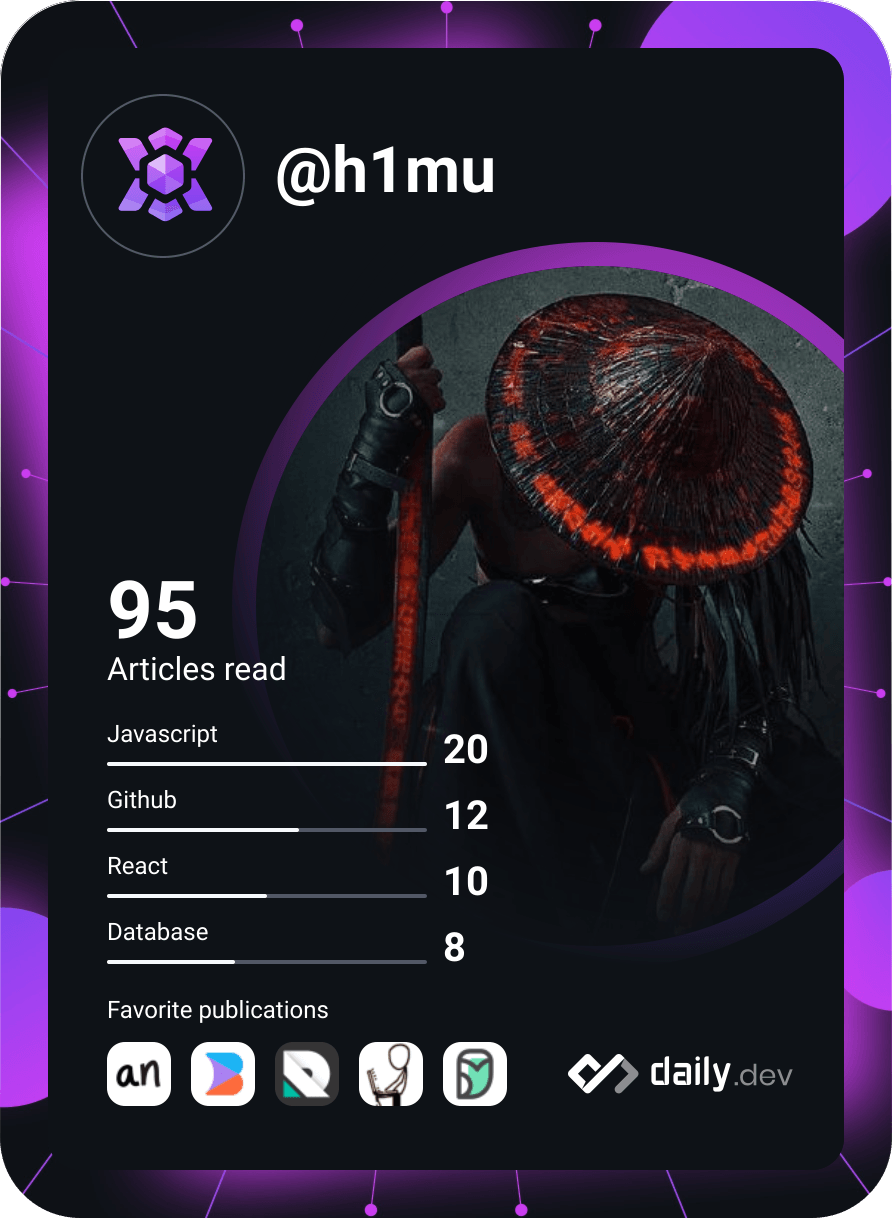 @h1mu
95
Articles read
Javascript
20
Github
12
React
10
Database
8
Favorite publications
an
daily.dev